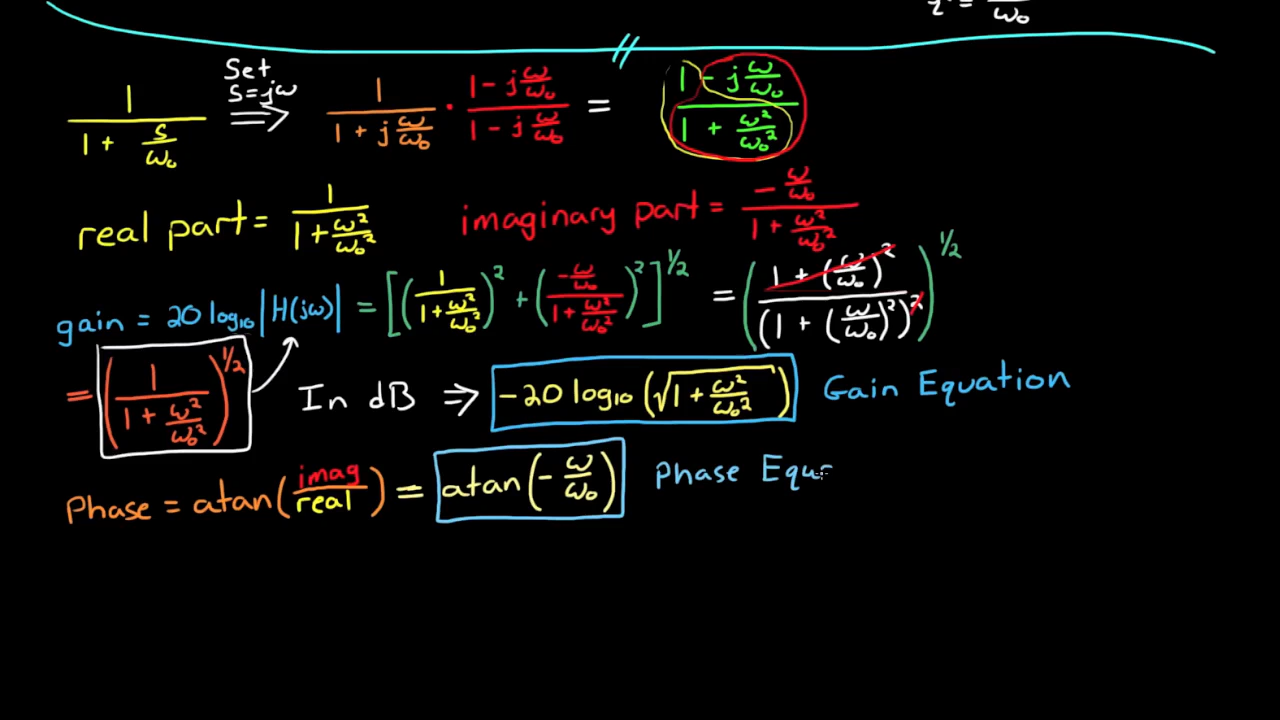 τ = 1/ω₀
1/(1 + s/ω₀) Set s=jω ⇒ 1/(1 + j ω/ω₀) · (1 - j ω/ω₀)/(1 - j ω/ω₀) = (1 - j ω/ω₀)/(1 + ω²/ω₀²)
real part = 1/(1 + ω²/ω₀²) imaginary part = (- ω/ω₀)/(1 + ω²/ω₀²)
gain = 20 log₁₀|H(jω)| = [(1/(1 + ω²/ω₀²))² + ((-ω/ω₀)/(1 + ω²/ω₀²))²]^1/2 = ((1 + (ω/ω₀)²)/(1 + (ω/ω₀)²)²)^1/2
= (1/(1 + ω²/ω₀²))^1/2 In dB ⇒ -20 log₁₀(√(1 + ω²/ω₀²)) Gain Equation
Phase = atan(imag/real) = atan(- ω/ω₀) Phase Equa